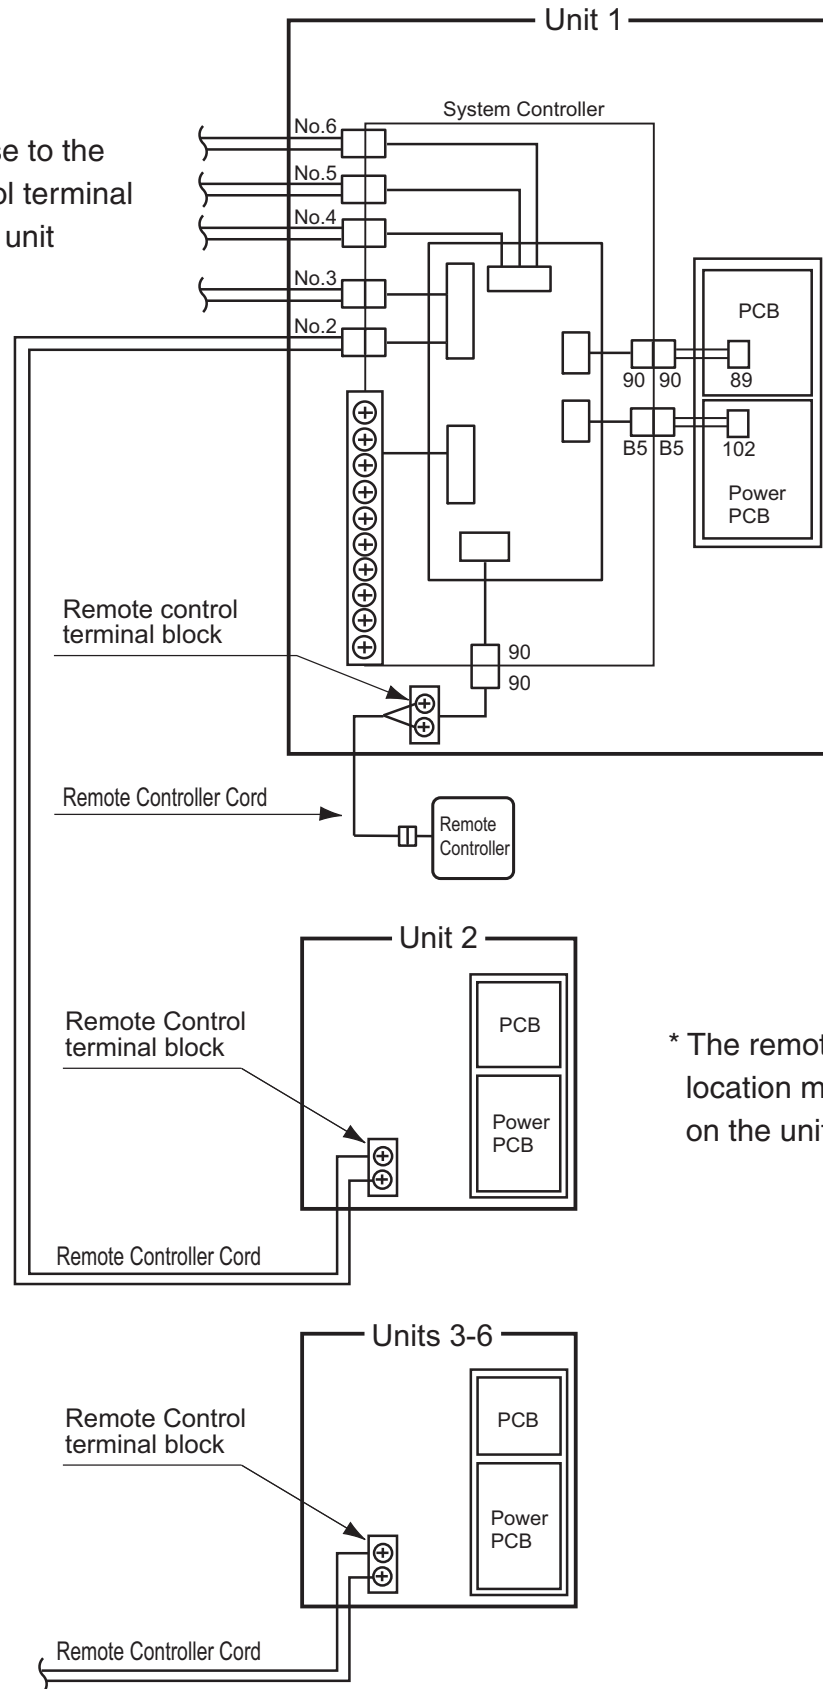 Unit 1
System Controller
No.6
No.5
No.4
No.3
No.2
se to the
ol terminal
unit
PCB
90 90 89
B5 B5 102
Power
PCB
Remote control
terminal block
90
90
Remote Controller Cord
Remote
Controller
Unit 2
Remote Control
terminal block
PCB
Power
PCB
Remote Controller Cord
* The remot
location m
on the unit
Units 3-6
Remote Control
terminal block
PCB
Power
PCB
Remote Controller Cord